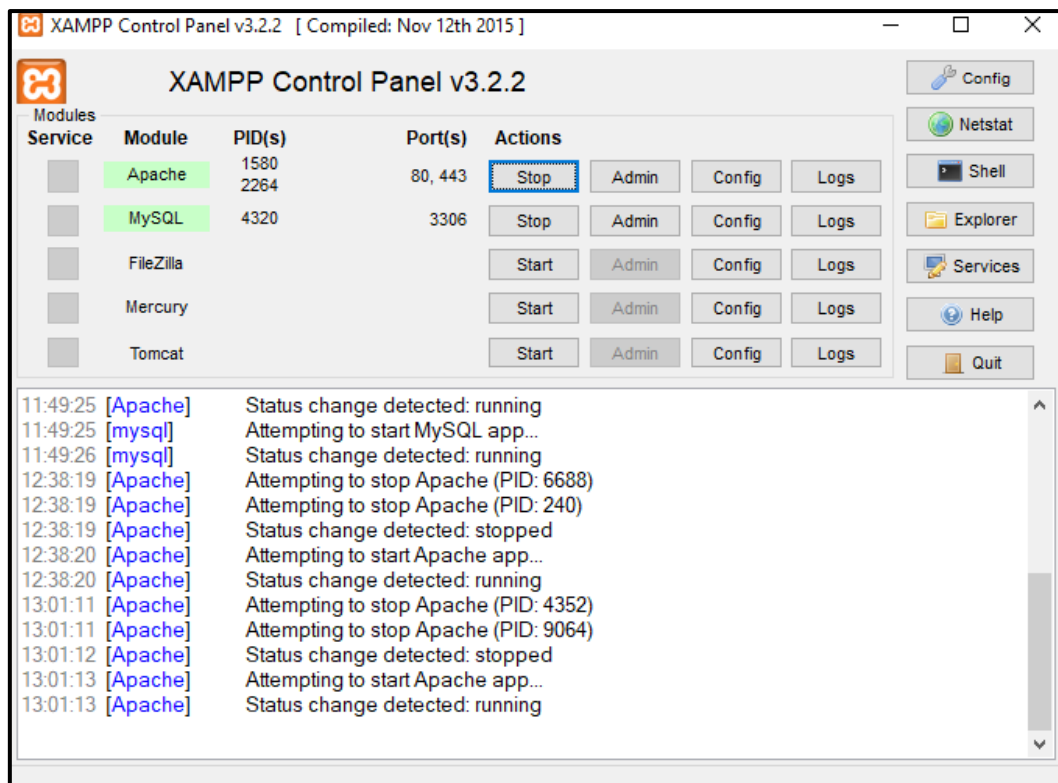 XAMPP Control Panel v3.2.2 [ Compiled: Nov 12th 2015 ]
XAMPP Control Panel v3.2.2
Config
Netstat
Shell
Explorer
Services
Help
Quit
Modules
Service Module PID(s) Port(s) Actions
Apache 1580 2264 80, 443 Stop Admin Config Logs
MySQL 4320 3306 Stop Admin Config Logs
FileZilla Start Admin Config Logs
Mercury Start Admin Config Logs
Tomcat Start Admin Config Logs
11:49:25 [Apache] Status change detected: running
11:49:25 [mysql] Attempting to start MySQL app...
11:49:26 [mysql] Status change detected: running
12:38:19 [Apache] Attempting to stop Apache (PID: 6688)
12:38:19 [Apache] Attempting to stop Apache (PID: 240)
12:38:19 [Apache] Status change detected: stopped
12:38:20 [Apache] Attempting to start Apache app...
12:38:20 [Apache] Status change detected: running
13:01:11 [Apache] Attempting to stop Apache (PID: 4352)
13:01:11 [Apache] Attempting to stop Apache (PID: 9064)
13:01:12 [Apache] Status change detected: stopped
13:01:13 [Apache] Attempting to start Apache app...
13:01:13 [Apache] Status change detected: running